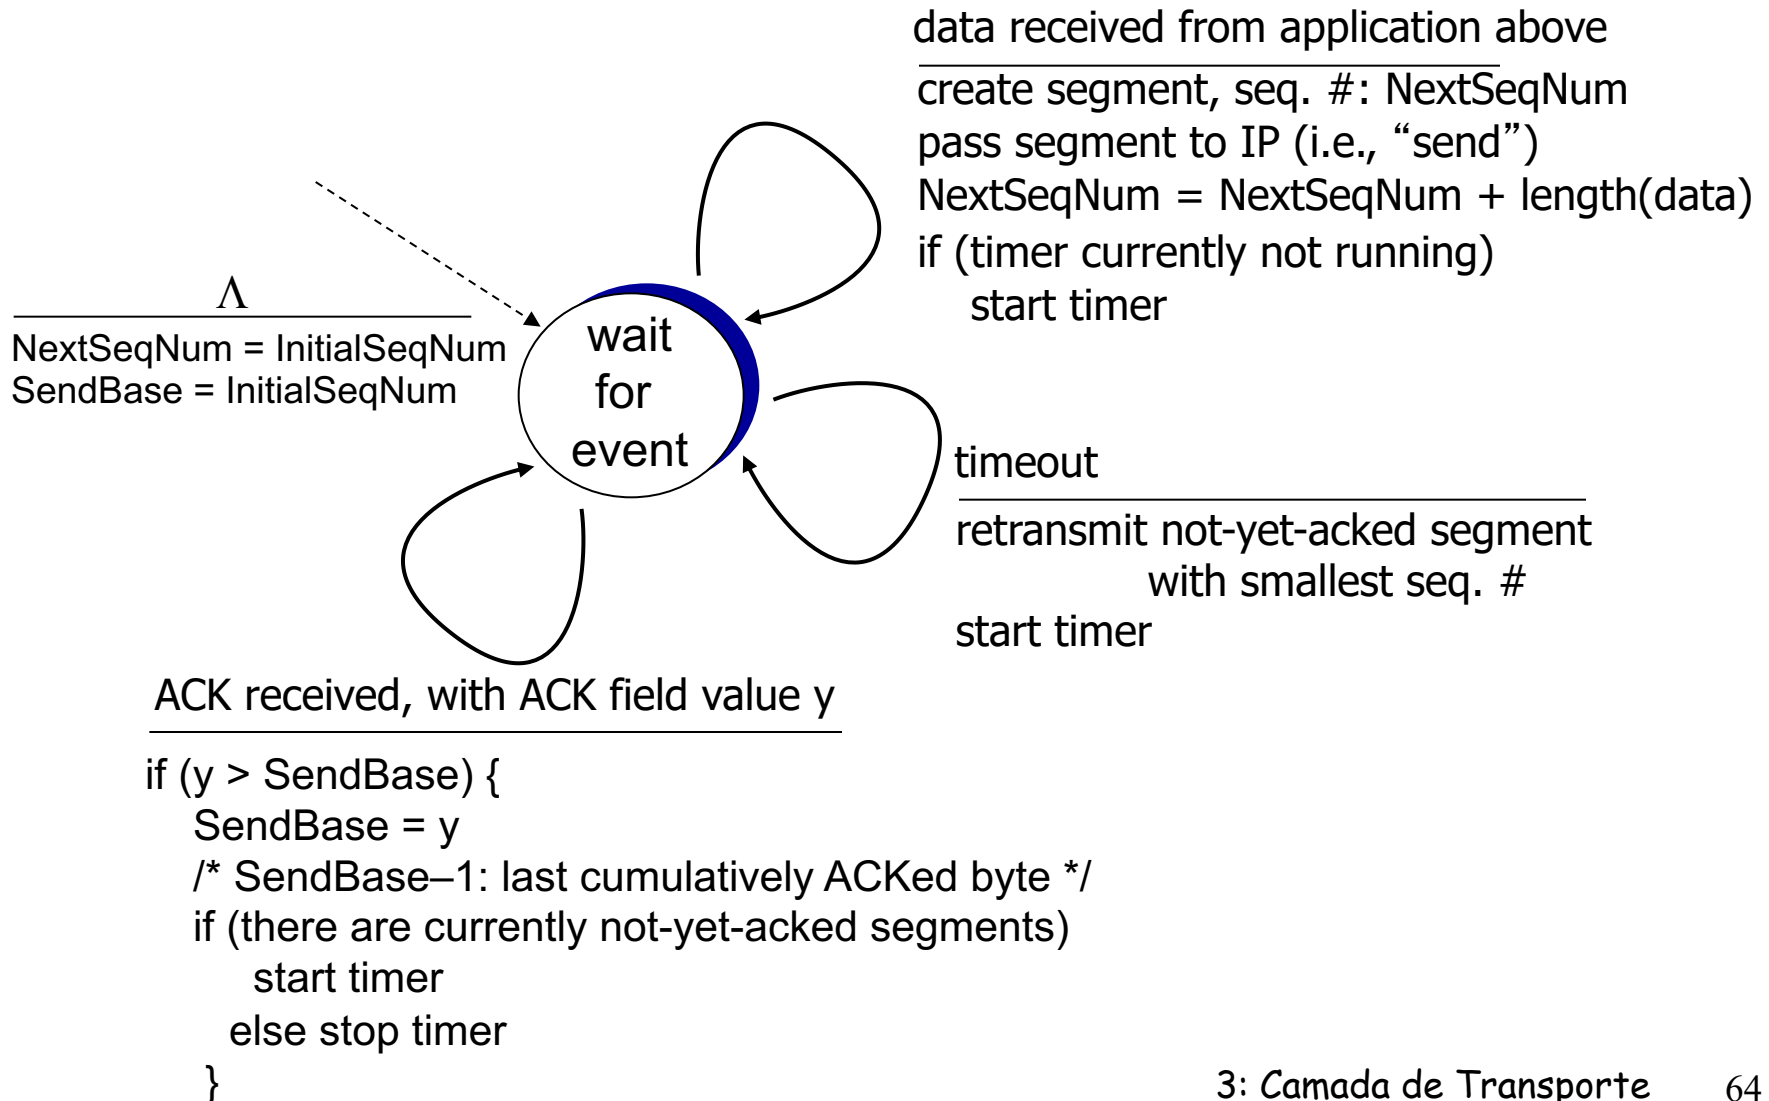 data received from application above
create segment, seq. #: NextSeqNum
pass segment to IP (i.e., “send”)
NextSeqNum = NextSeqNum + length(data)
if (timer currently not running)
start timer
Λ
NextSeqNum = InitialSeqNum
SendBase = InitialSeqNum
wait
for
event
timeout
retransmit not-yet-acked segment
with smallest seq. #
start timer
ACK received, with ACK field value y
if (y > SendBase) {
SendBase = y
/* SendBase–1: last cumulatively ACKed byte */
if (there are currently not-yet-acked segments)
start timer
else stop timer
}
3: Camada de Transporte 64